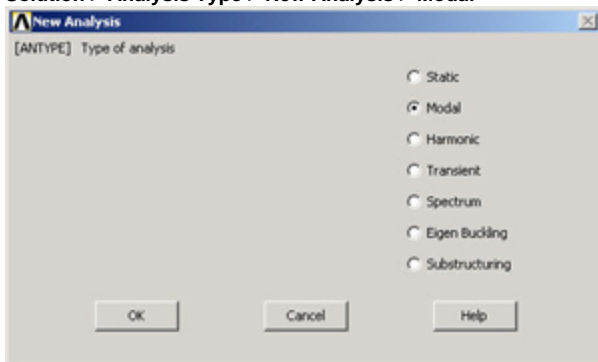 Solution > Analysis Type > New Analysis > Modal
New Analysis
[ANTYPE] Type of analysis
Static
Modal
Harmonic
Transient
Spectrum
Eigen Buckling
Substructuring
OK Cancel Help